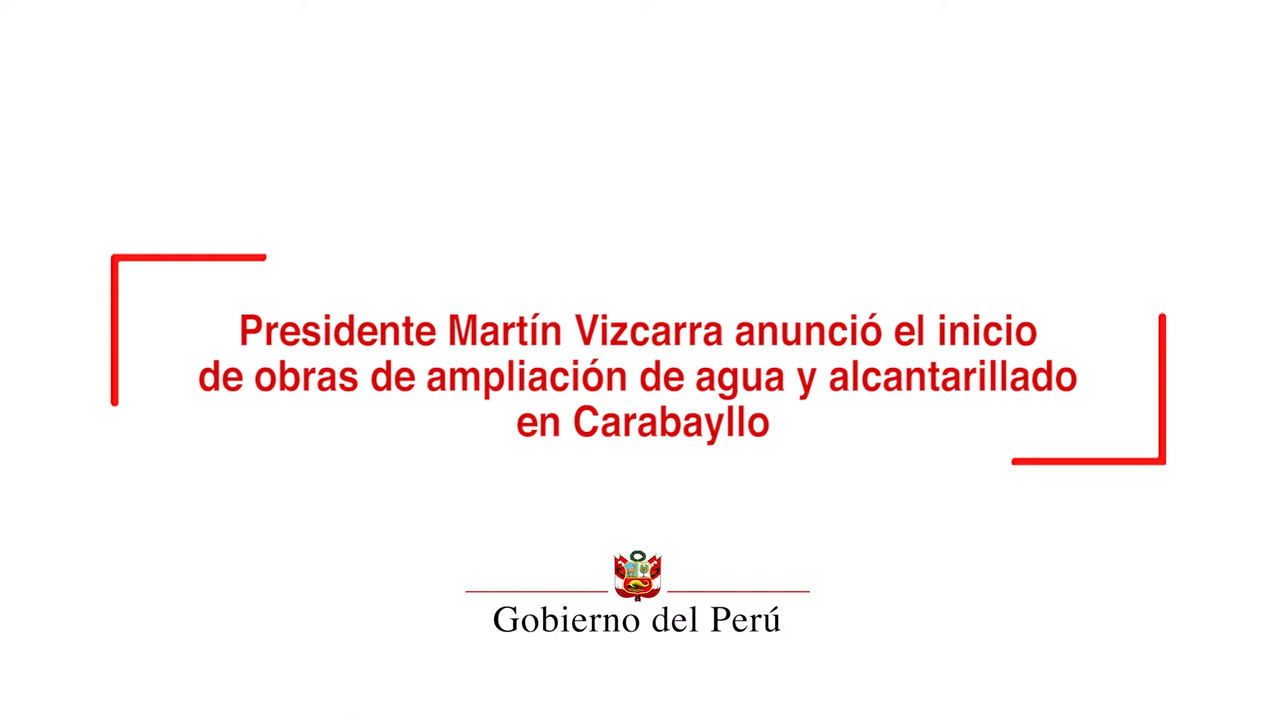 Presidente Martín Vizcarra anunció el inicio
de obras de ampliación de agua y alcantarillado
en Carabayllo
Gobierno del Perú